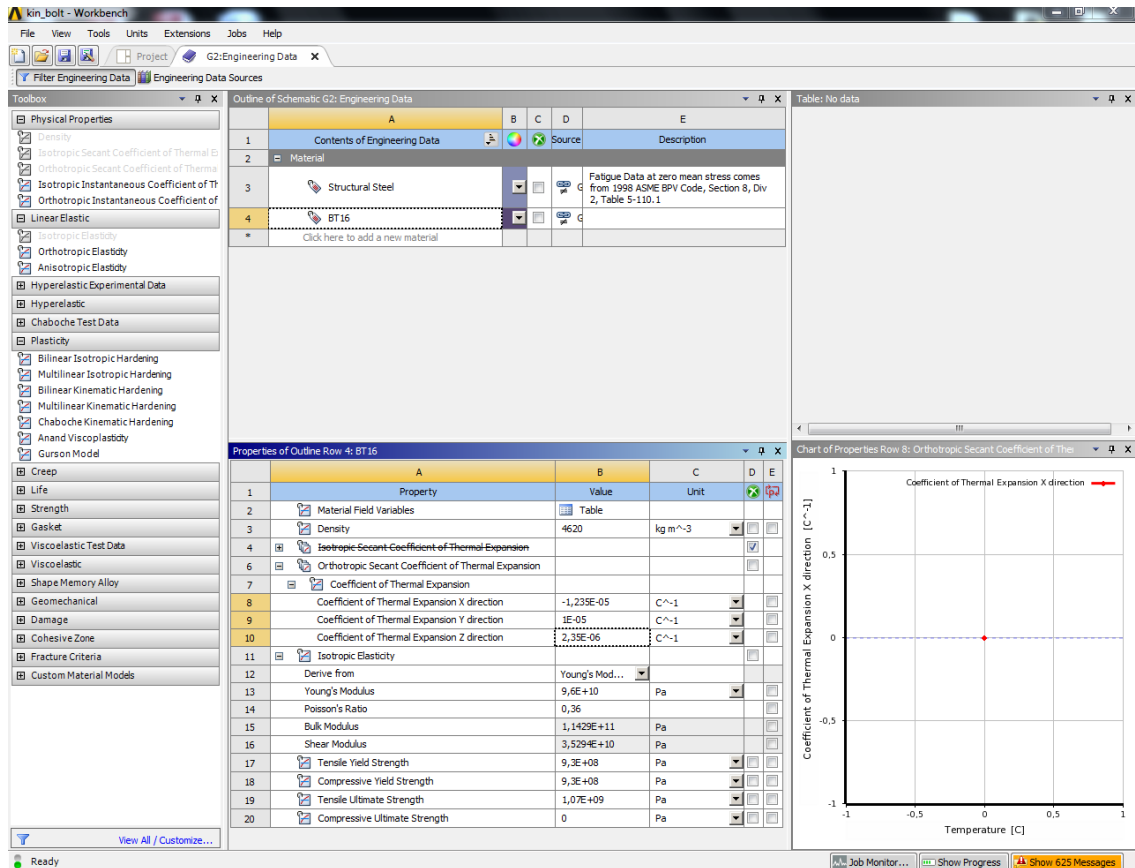 kin_bolt - Workbench
File View Tools Units Extensions Jobs Help
Project G2:Engineering Data
Filter Engineering Data Engineering Data Sources
Toolbox
Physical Properties
Density
Isotropic Secant Coefficient of Thermal E
Orthotropic Secant Coefficient of Therma
Isotropic Instantaneous Coefficient of Th
Orthotropic Instantaneous Coefficient of
Linear Elastic
Isotropic Elasticity
Orthotropic Elasticity
Anisotropic Elasticity
Hyperelastic Experimental Data
Hyperelastic
Chaboche Test Data
Plasticity
Bilinear Isotropic Hardening
Multilinear Isotropic Hardening
Bilinear Kinematic Hardening
Multilinear Kinematic Hardening
Chaboche Kinematic Hardening
Anand Viscoplasticity
Gurson Model
Creep
Life
Strength
Gasket
Viscoelastic Test Data
Viscoelastic
Shape Memory Alloy
Geomechanical
Damage
Cohesive Zone
Fracture Criteria
Custom Material Models
View All / Customize...
Outline of Schematic G2: Engineering Data
A B C D E
1 Contents of Engineering Data Source Description
2 Material
3 Structural Steel G Fatigue Data at zero mean stress comes
from 1998 ASME BPV Code, Section 8, Div
2, Table 5-110.1
4 BT16 G
* Click here to add a new material
Properties of Outline Row 4: BT16
A B C D E
1 Property Value Unit
2 Material Field Variables Table
3 Density 4620 kg m^-3
4 Isotropic Secant Coefficient of Thermal Expansion
6 Orthotropic Secant Coefficient of Thermal Expansion
7 Coefficient of Thermal Expansion
8 Coefficient of Thermal Expansion X direction -1,235E-05 C^-1
9 Coefficient of Thermal Expansion Y direction 1E-05 C^-1
10 Coefficient of Thermal Expansion Z direction 2,35E-06 C^-1
11 Isotropic Elasticity
12 Derive from Young's Mod...
13 Young's Modulus 9,6E+10 Pa
14 Poisson's Ratio 0,36
15 Bulk Modulus 1,1429E+11 Pa
16 Shear Modulus 3,5294E+10 Pa
17 Tensile Yield Strength 9,3E+08 Pa
18 Compressive Yield Strength 9,3E+08 Pa
19 Tensile Ultimate Strength 1,07E+09 Pa
20 Compressive Ultimate Strength 0 Pa
Table: No data
Chart of Properties Row 8: Orthotropic Secant Coefficient of The
Coefficient of Thermal Expansion X direction
Coefficient of Thermal Expansion X direction [C^-1]
1
0,5
0
-0,5
-1
-1 -0,5 0 0,5 1
Temperature [C]
Ready
Job Monitor... Show Progress Show 625 Messages